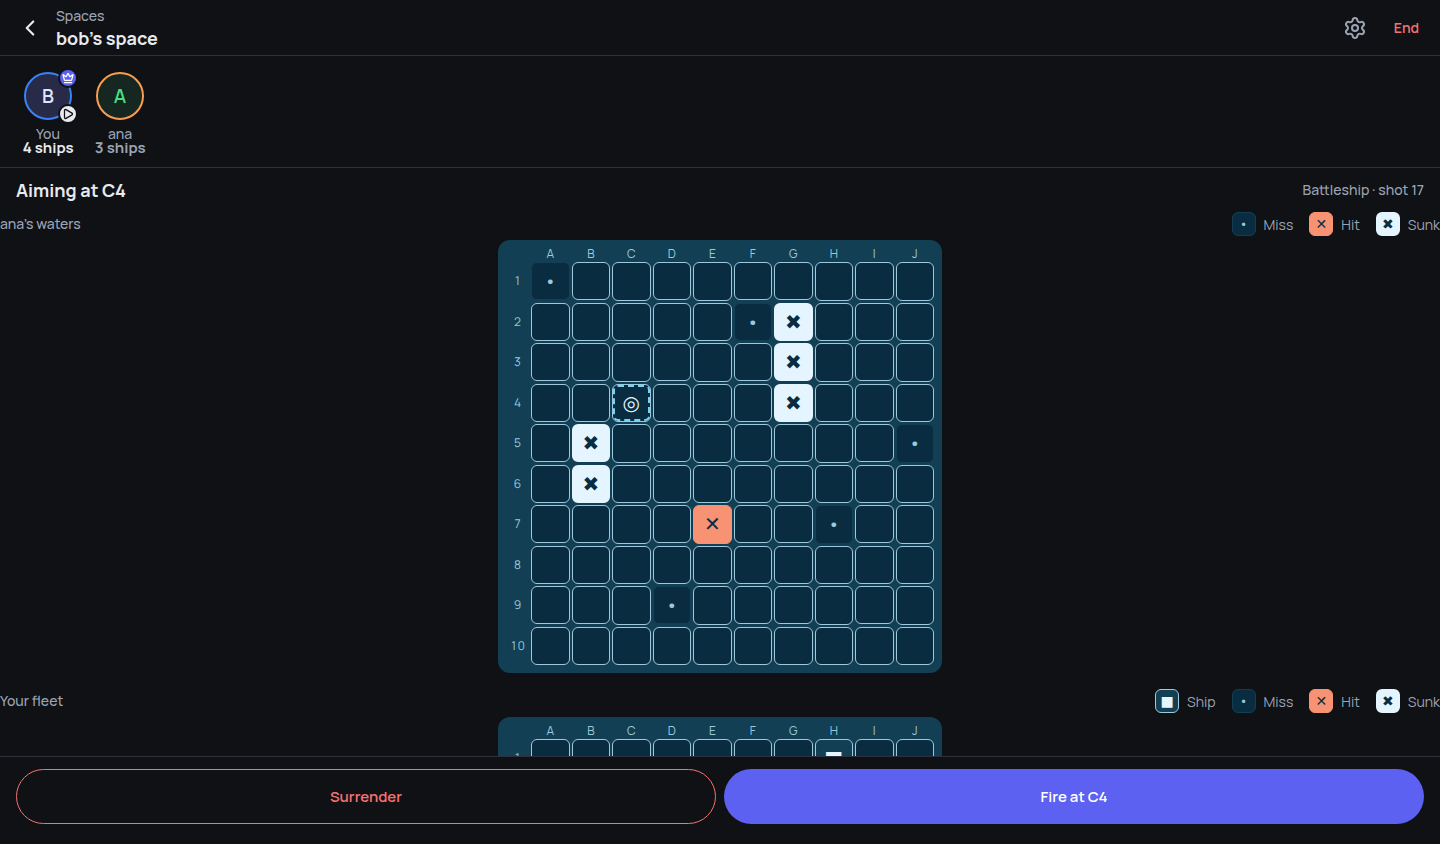 Spaces
bob's space
End
B
A
You
ana
4 ships
3 ships
Aiming at C4
Battleship · shot 17
ana's waters
Miss
Hit
Sunk
A B C D E F G H I J
1
2
3
4
5
6
7
8
9
10
Your fleet
Ship
Miss
Hit
Sunk
A B C D E F G H I J
Surrender
Fire at C4